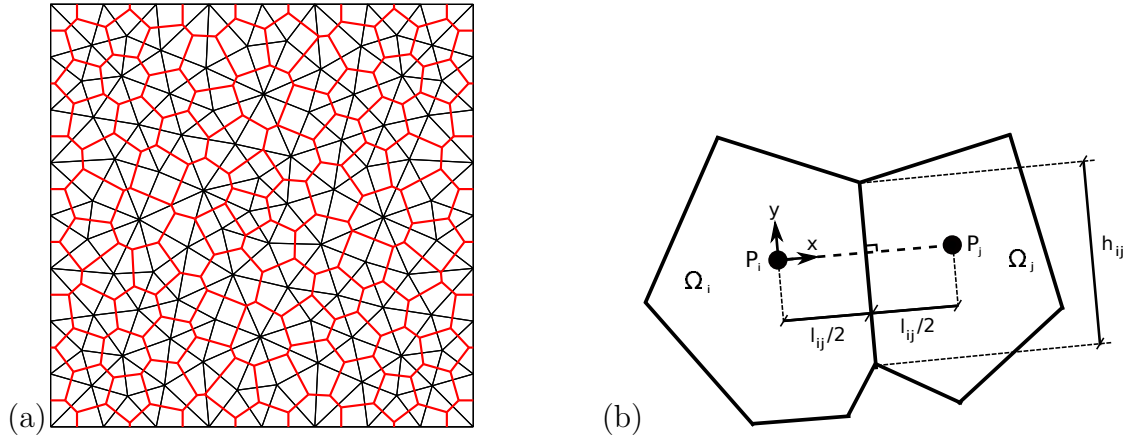 (a)
(b)
y
x
P_i
P_j
Ω_i
Ω_j
h_ij
l_ij/2
l_ij/2